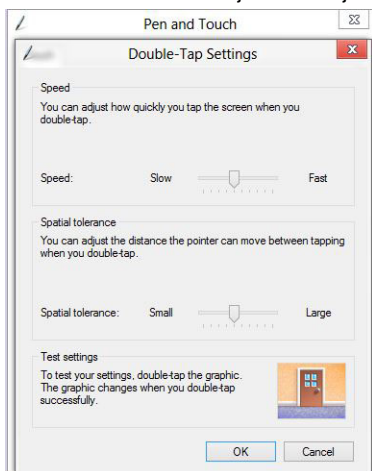 Pen and Touch
Double-Tap Settings
Speed
You can adjust how quickly you tap the screen when you
double-tap.
Speed:
Slow
Fast
Spatial tolerance
You can adjust the distance the pointer can move between tapping
when you double-tap.
Spatial tolerance:
Small
Large
Test settings
To test your settings, double-tap the graphic.
The graphic changes when you double-tap
successfully.
OK
Cancel